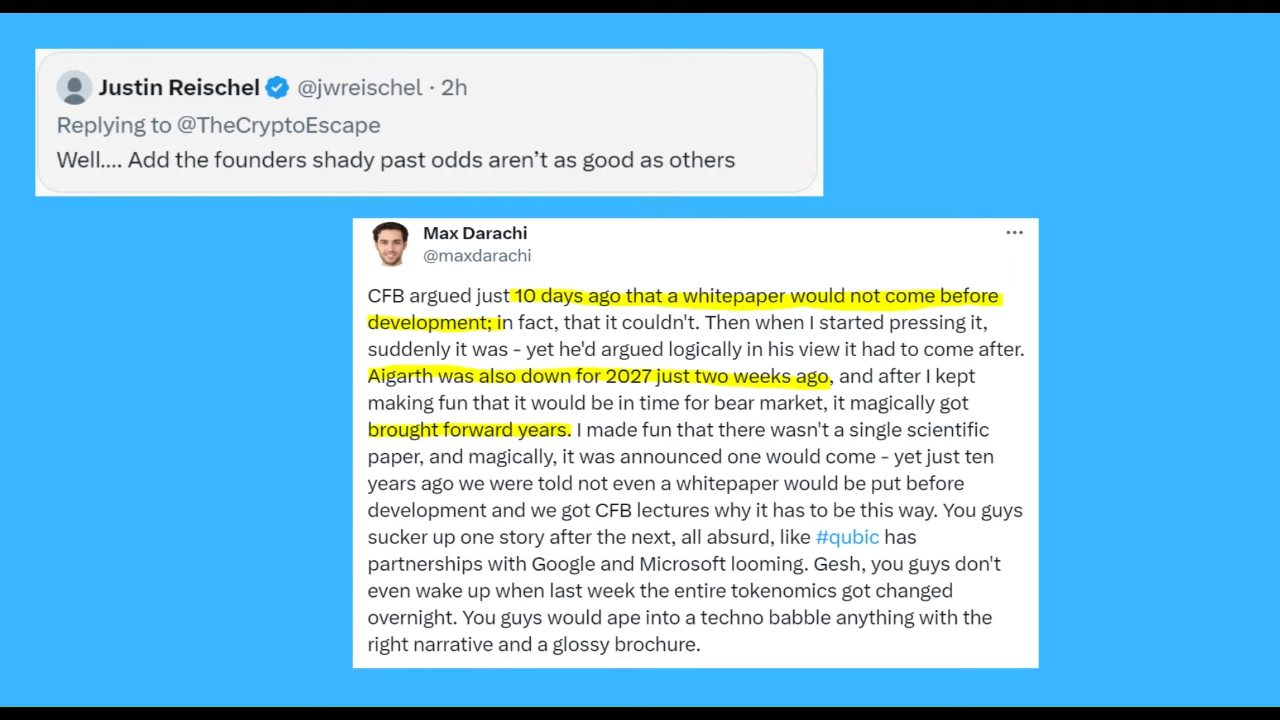 Justin Reischel @jwreischel · 2h
Replying to @TheCryptoEscape
Well.... Add the founders shady past odds aren’t as good as others
Max Darachi
@maxdarachi
CFB argued just 10 days ago that a whitepaper would not come before
development; in fact, that it couldn't. Then when I started pressing it,
suddenly it was - yet he'd argued logically in his view it had to come after.
Aigarth was also down for 2027 just two weeks ago, and after I kept
making fun that it would be in time for bear market, it magically got
brought forward years. I made fun that there wasn't a single scientific
paper, and magically, it was announced one would come - yet just ten
years ago we were told not even a whitepaper would be put before
development and we got CFB lectures why it has to be this way. You guys
sucker up one story after the next, all absurd, like #qubic has
partnerships with Google and Microsoft looming. Gesh, you guys don't
even wake up when last week the entire tokenomics got changed
overnight. You guys would ape into a techno babble anything with the
right narrative and a glossy brochure.